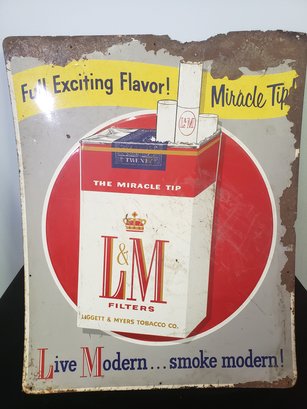 Full Exciting Flavor!
Miracle Tip
L&M
TWENTY
THE MIRACLE TIP
L&M
FILTERS
LIGGETT & MYERS TOBACCO CO.
Live Modern... smoke modern!